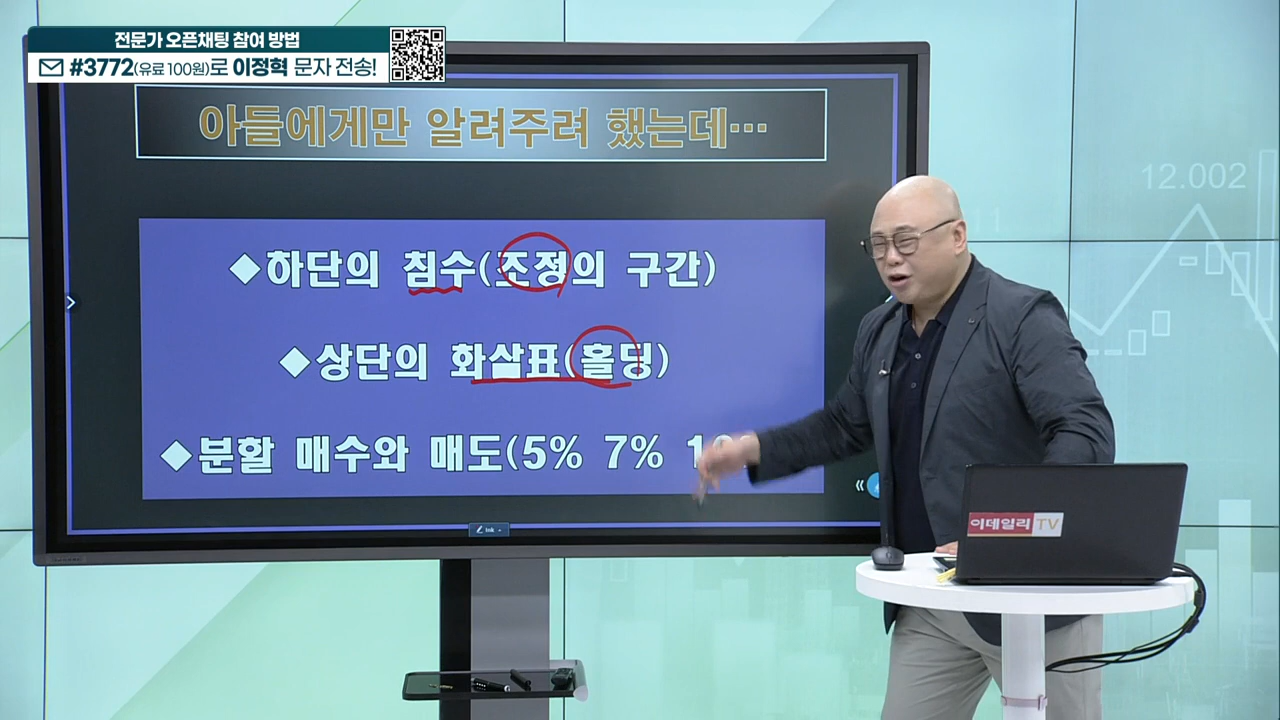 전문가 오픈채팅 참여 방법
#3772(유료 100원)로 이정혁 문자 전송!
아들에게만 알려주려 했는데…
◆하단의 침수(조정의 구간)
◆상단의 화살표(홀딩)
◆분할 매수와 매도(5% 7%
12.002
Ink
이데일리 TV